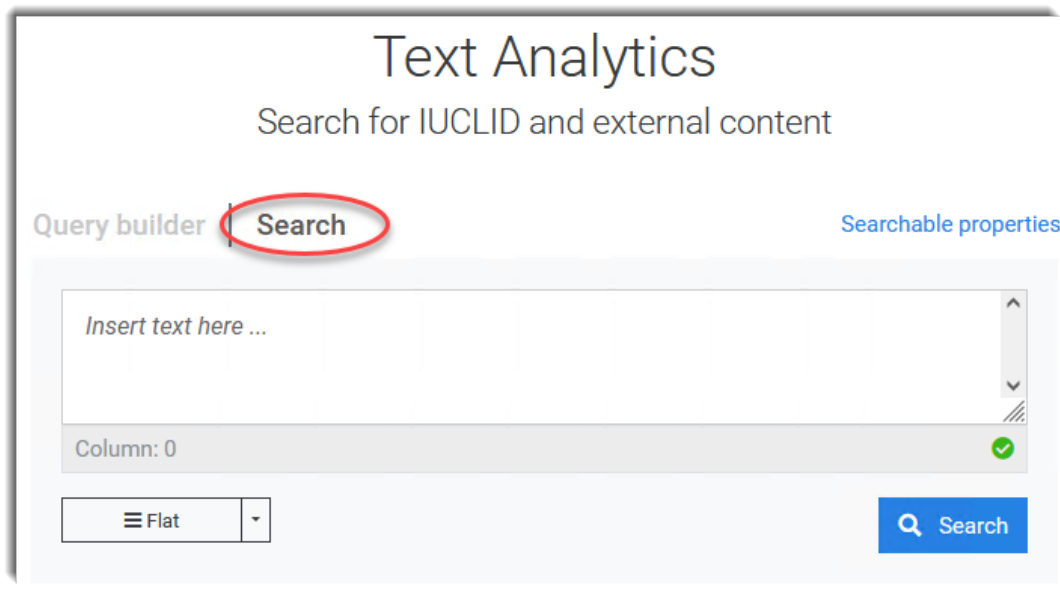 Text Analytics
Search for IUCLID and external content
Query builder | Search
Searchable properties
Insert text here ...
Column: 0
Flat
Search